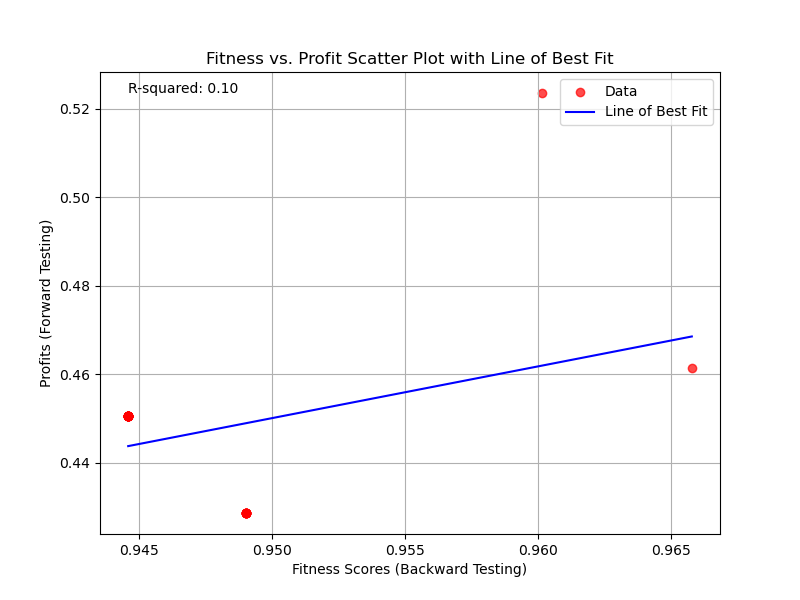 Fitness vs. Profit Scatter Plot with Line of Best Fit
R-squared: 0.10
Data
Line of Best Fit
0.52
0.50
0.48
0.46
0.44
Profits (Forward Testing)
0.945
0.950
0.955
0.960
0.965
Fitness Scores (Backward Testing)